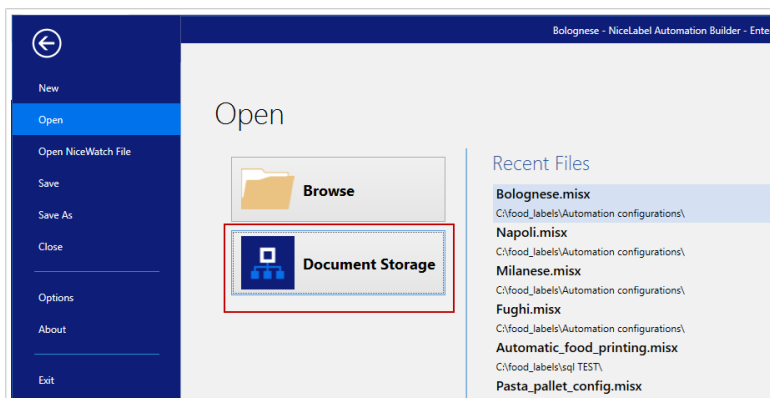 Bolognese - NiceLabel Automation Builder - Ente
New
Open
Open NiceWatch File
Save
Save As
Close
Options
About
Exit
Open
Browse
Document Storage
Recent Files
Bolognese.misx
C:\food_labels\Automation configurations\
Napoli.misx
C:\food_labels\Automation configurations\
Milanese.misx
C:\food_labels\Automation configurations\
Fughi.misx
C:\food_labels\Automation configurations\
Automatic_food_printing.misx
C:\food_labels\sql TEST\
Pasta_pallet_config.misx